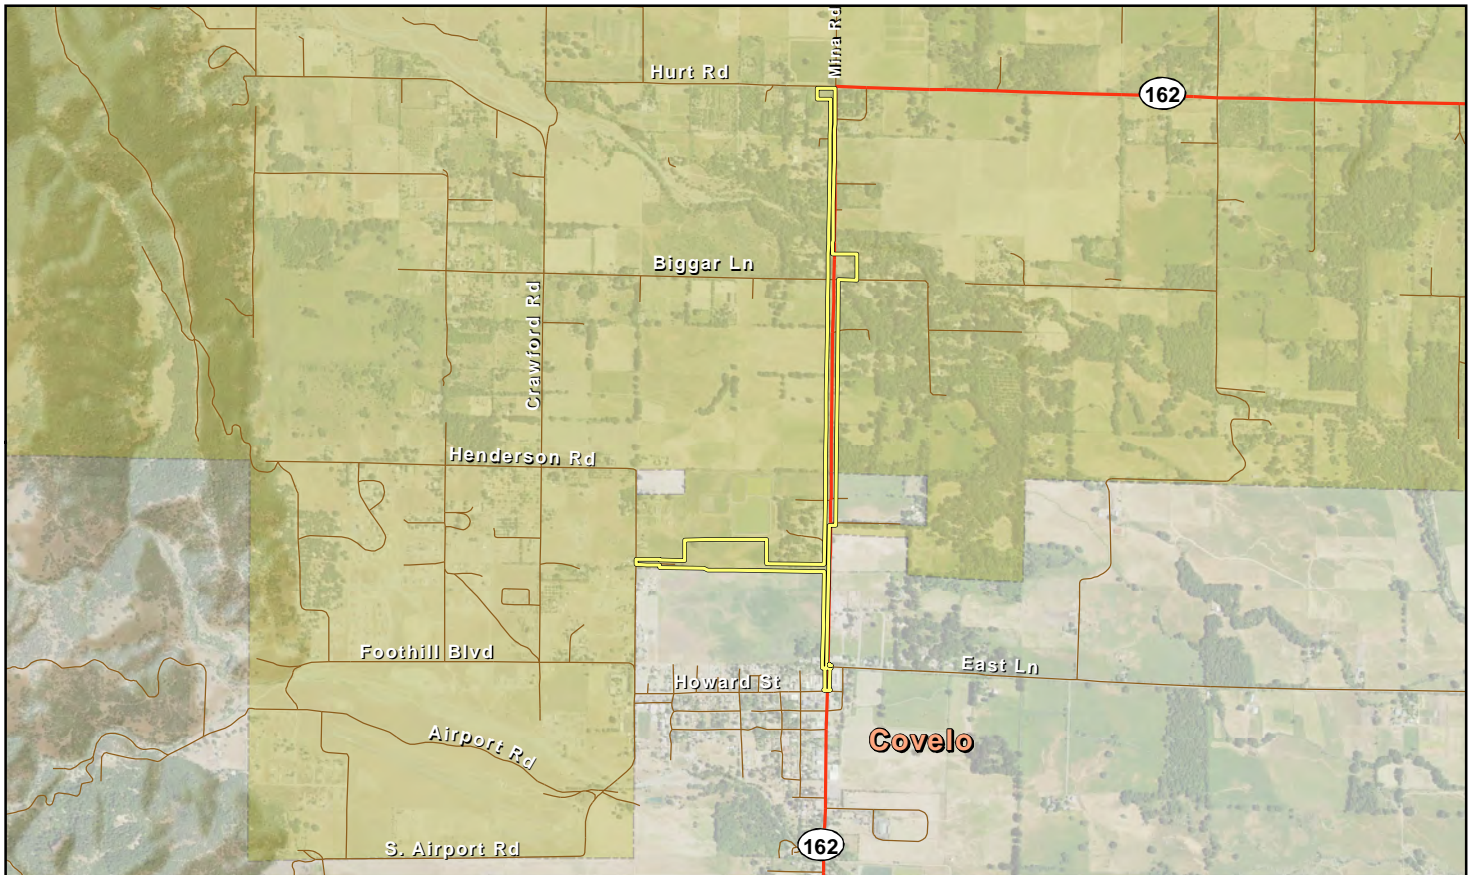 Mina Rd
Hurt Rd
162
Biggar Ln
Crawford Rd
Henderson Rd
Foothill Blvd
East Ln
Howard St
Airport Rd
Covelo
S. Airport Rd
162